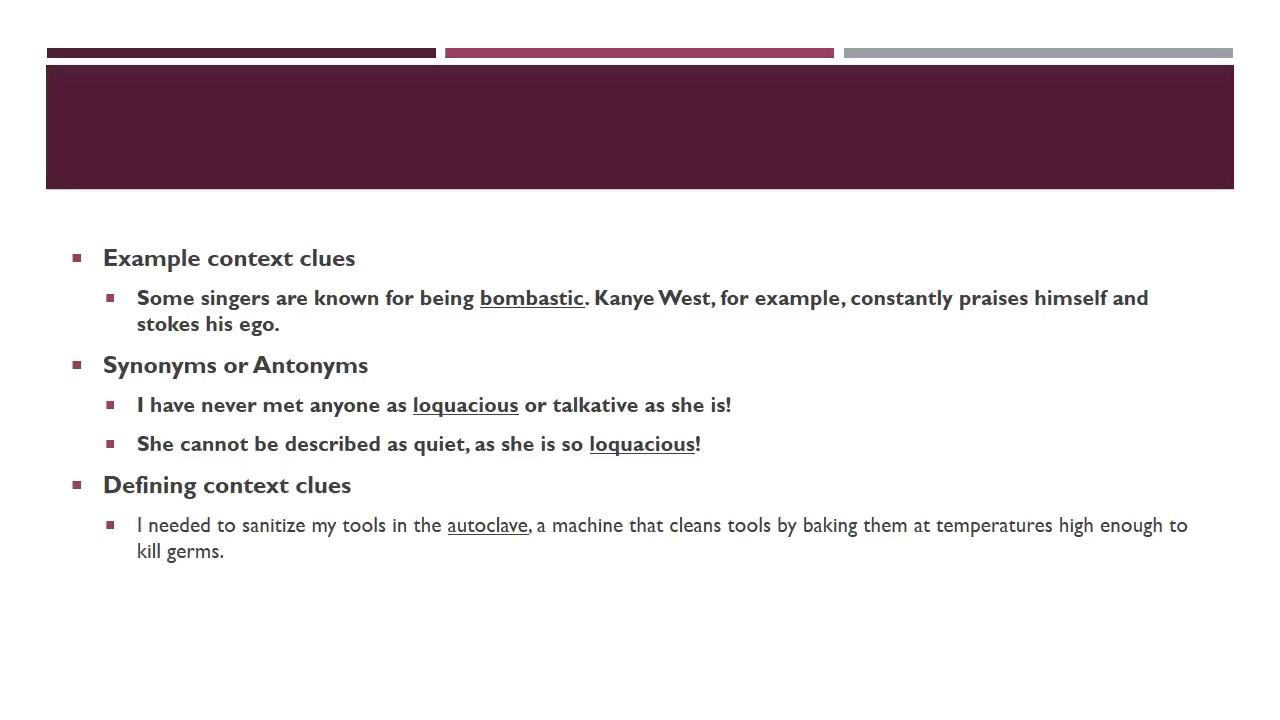 Example context clues
Some singers are known for being bombastic. Kanye West, for example, constantly praises himself and
stokes his ego.
Synonyms or Antonyms
I have never met anyone as loquacious or talkative as she is!
She cannot be described as quiet, as she is so loquacious!
Defining context clues
I needed to sanitize my tools in the autoclave, a machine that cleans tools by baking them at temperatures high enough to
kill germs.